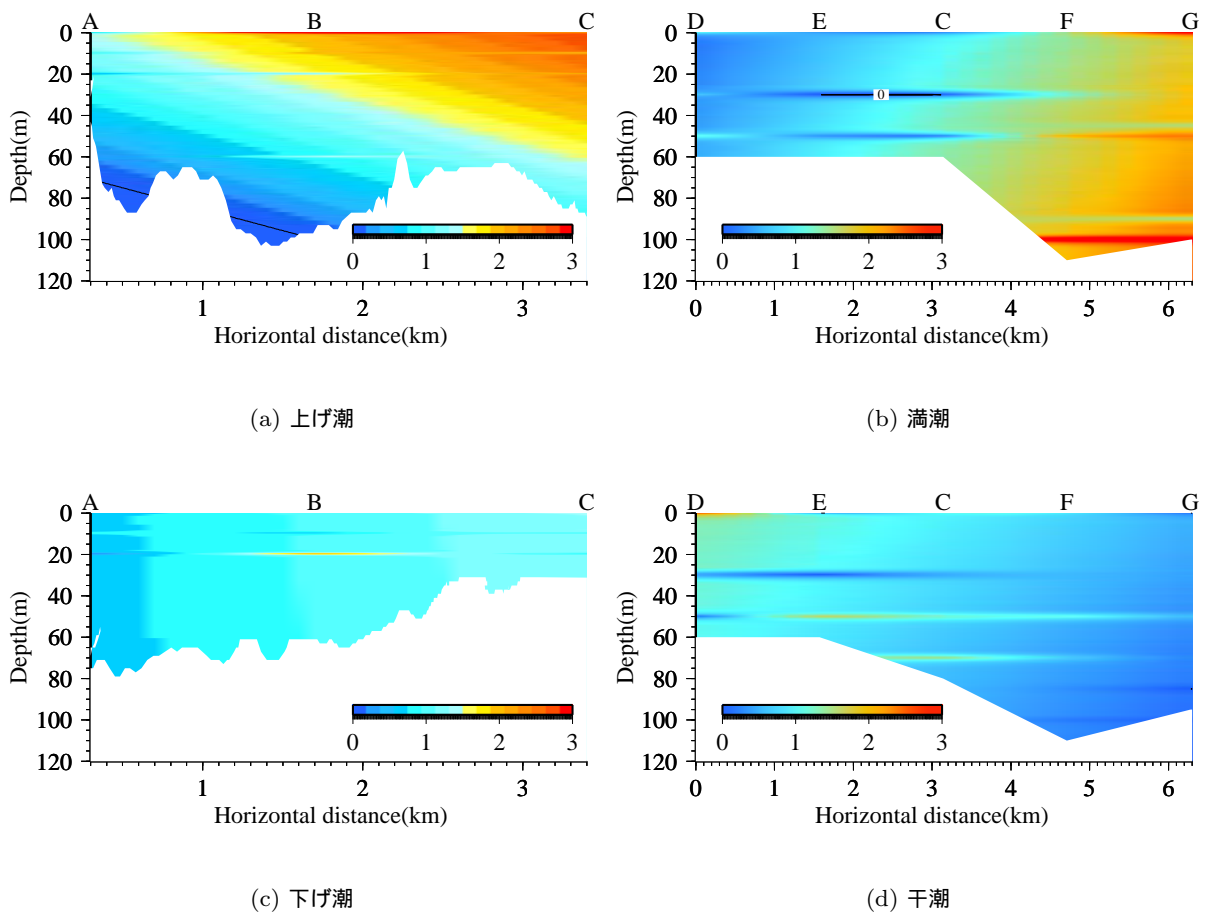 A B C
0
20
40
60
80
100
120
Depth(m)
0 1 2 3
1 2 3
Horizontal distance(km)
(a) 上げ潮
D E C F G
0
20
40
60
80
100
120
Depth(m)
0
0 1 2 3
0 1 2 3 4 5 6
Horizontal distance(km)
(b) 満潮
A B C
0
20
40
60
80
100
120
Depth(m)
0 1 2 3
1 2 3
Horizontal distance(km)
(c) 下げ潮
D E C F G
0
20
40
60
80
100
120
Depth(m)
0 1 2 3
0 1 2 3 4 5 6
Horizontal distance(km)
(d) 干潮